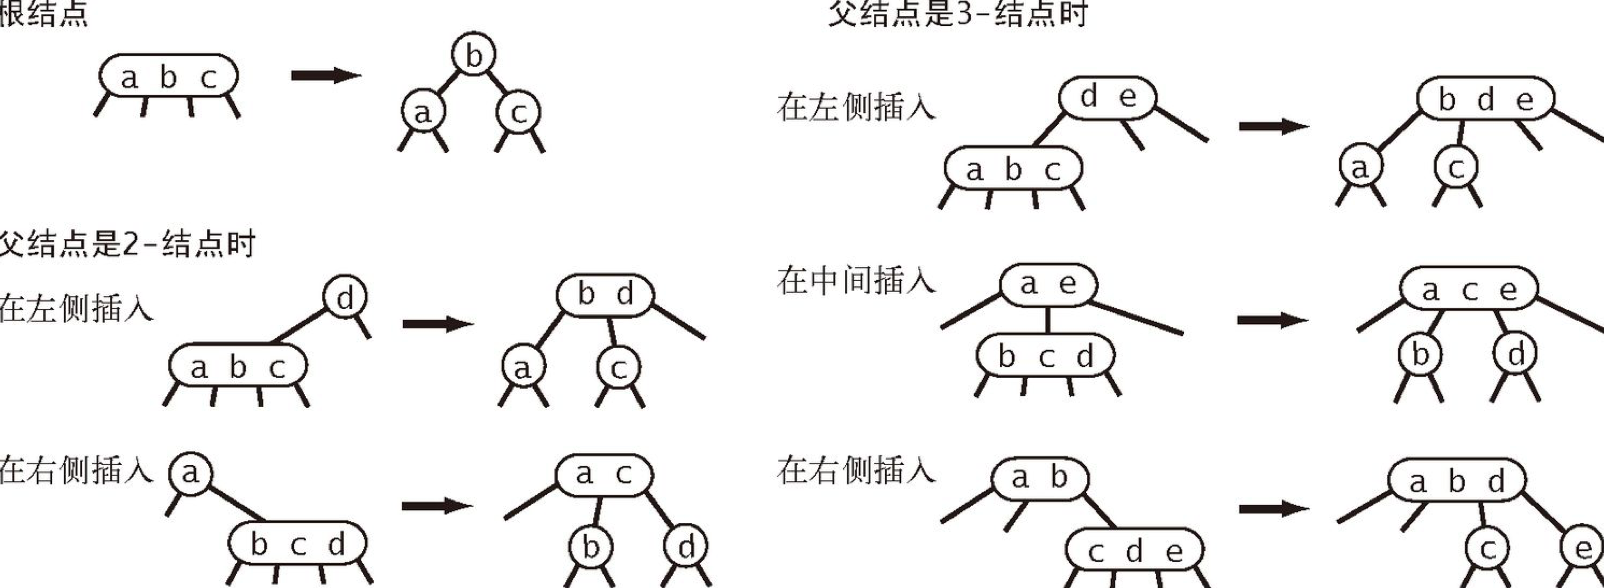 根结点
a b c
b
a
c
父结点是2-结点时
在左侧插入
d
a b c
b d
a
c
在右侧插入
a
b c d
a c
b
d
父结点是3-结点时
在左侧插入
d e
a b c
b d e
a
c
在中间插入
a e
b c d
a c e
b
d
在右侧插入
a b
c d e
a b d
c
e